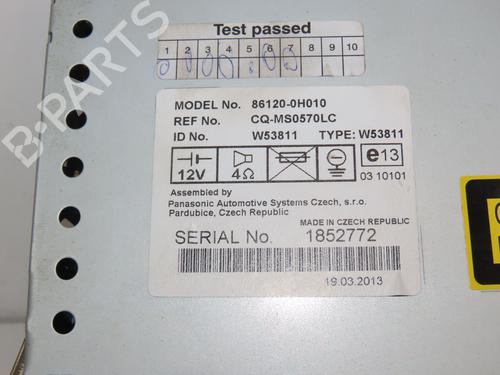 Test passed
1 2 3 4 5 6 7 8 9 10
MODEL No. 86120-0H010
REF No. CQ-MS0570LC
ID No. W53811 TYPE: W53811
12V 4Ω e13
03 10101
Assembled by
Panasonic Automotive Systems Czech, s.r.o.
Pardubice, Czech Republic
MADE IN CZECH REPUBLIC
SERIAL No. 1852772
19.03.2013
B-PARTS